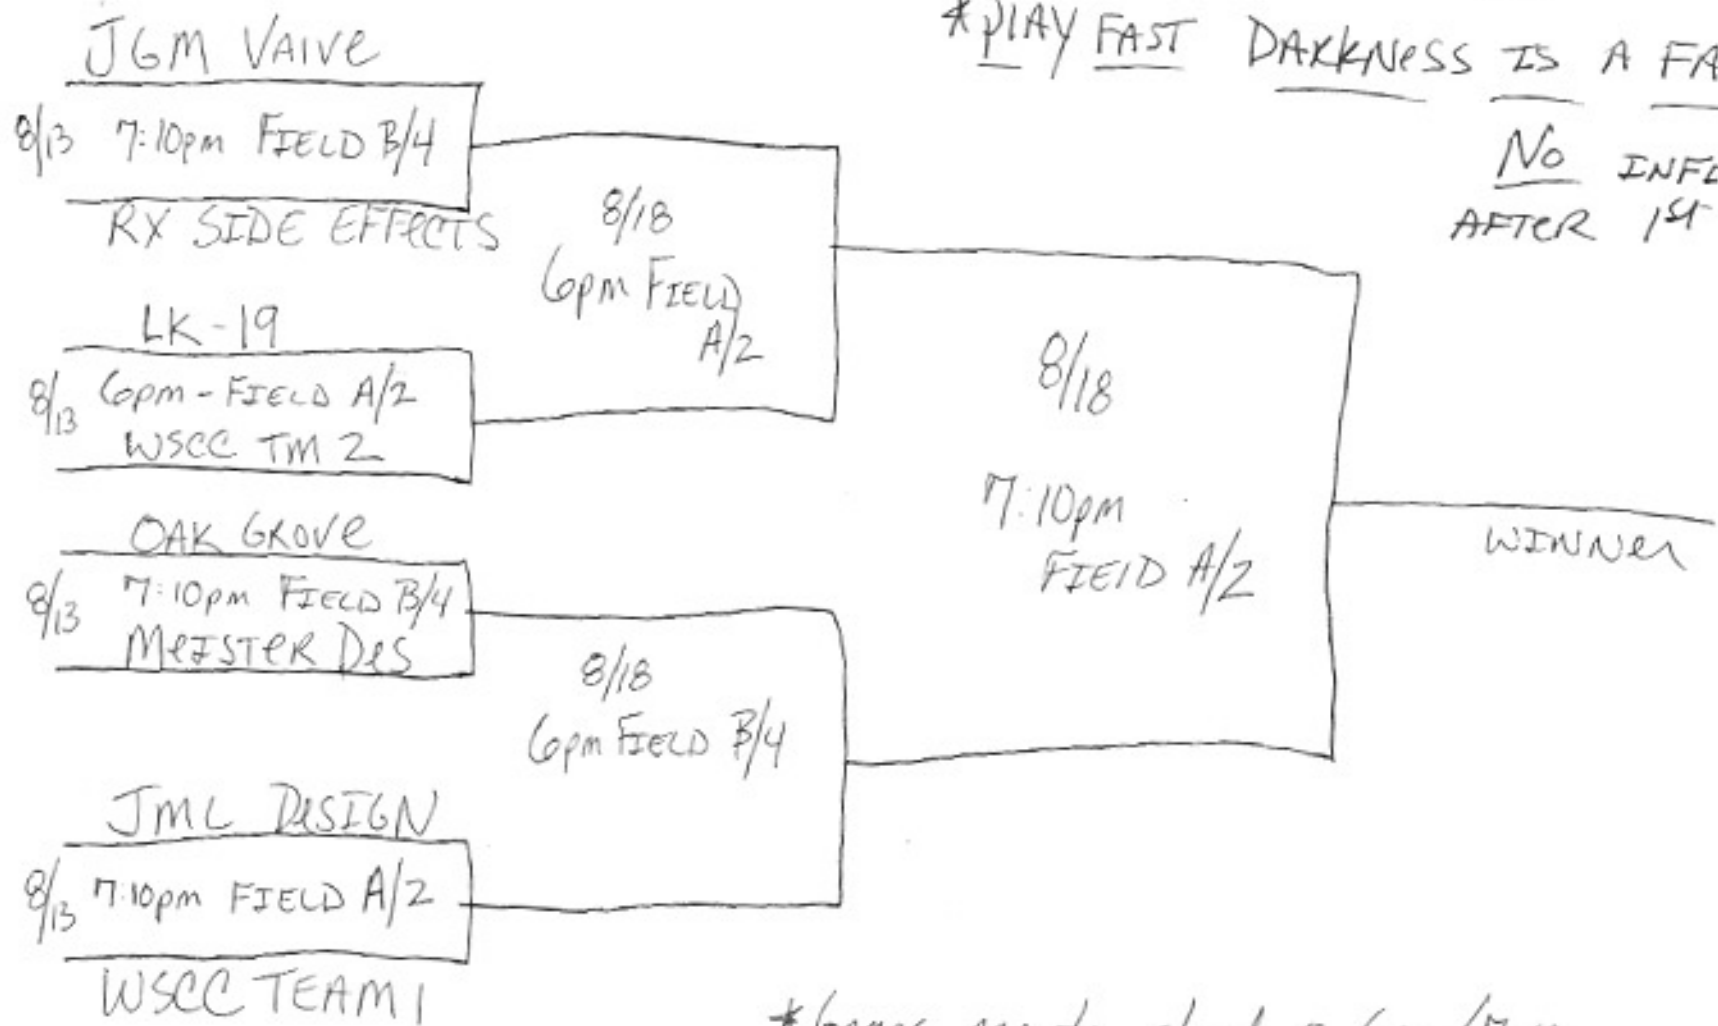 JGM VAIVE
8/13 7:10pm FIELD B/4
RX SIDE EFFECTS
LK-19
8/13 6pm - FIELD A/2
WSCC TM 2
OAK GROVE
8/13 7:10pm FIELD B/4
MEISTER DES
JML DESIGN
8/13 7:10pm FIELD A/2
WSCC TEAM 1
8/18
6pm FIELD
A/2
8/18
6pm FIELD B/4
8/18
7:10pm
FIELD A/2
WINNER
*PLAY FAST DARKNESS IS A FA
No INF
AFTER 1st